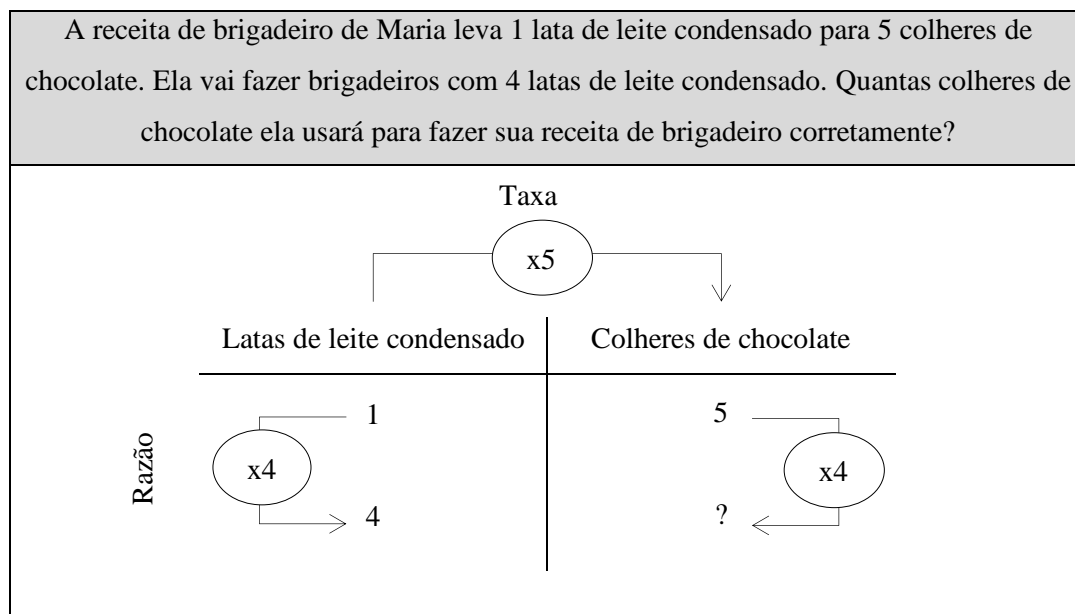 A receita de brigadeiro de Maria leva 1 lata de leite condensado para 5 colheres de
chocolate. Ela vai fazer brigadeiros com 4 latas de leite condensado. Quantas colheres de
chocolate ela usará para fazer sua receita de brigadeiro corretamente?
Taxa
x5
Latas de leite condensado Colheres de chocolate
1 5
Razão
x4 x4
4 ?